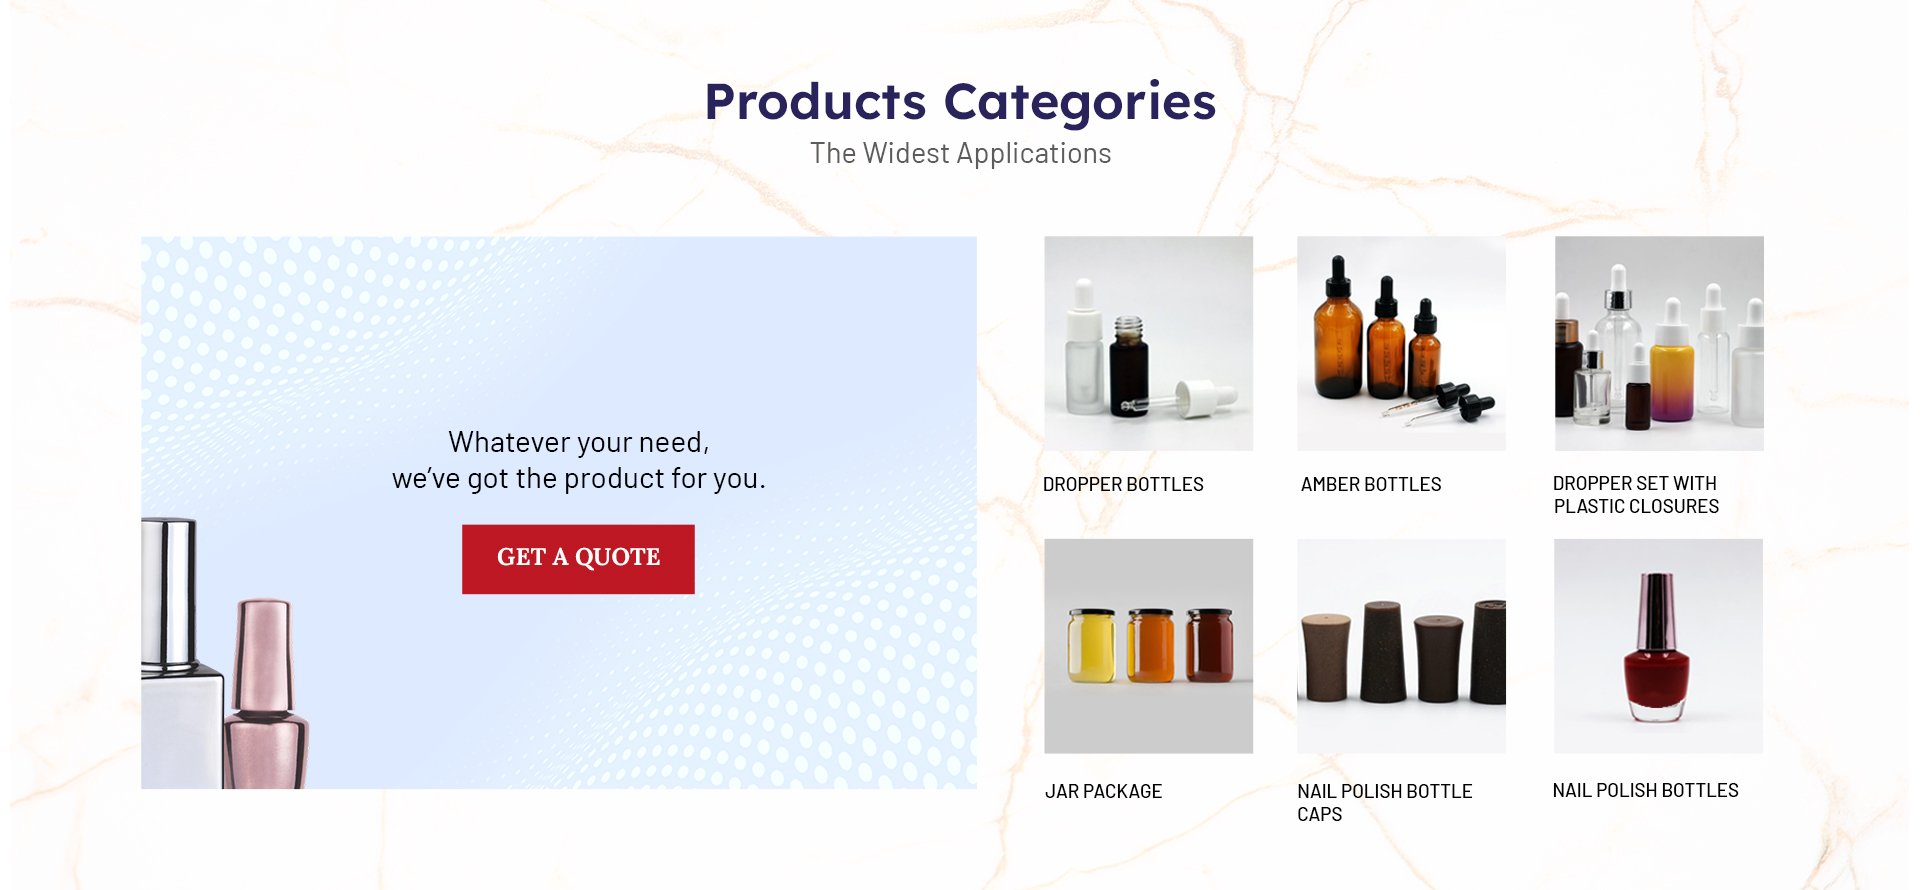 Products Categories
The Widest Applications
Whatever your need,
we’ve got the product for you.
GET A QUOTE
DROPPER BOTTLES
AMBER BOTTLES
DROPPER SET WITH
PLASTIC CLOSURES
JAR PACKAGE
NAIL POLISH BOTTLE
CAPS
NAIL POLISH BOTTLES